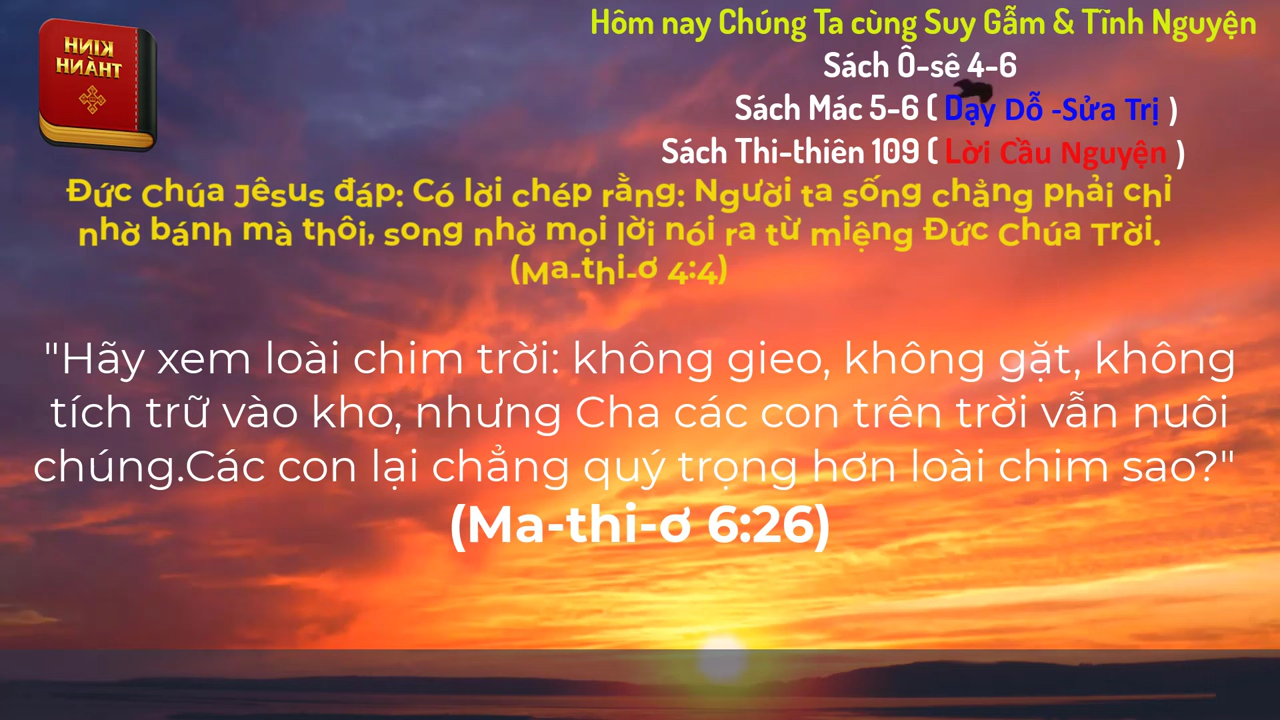 KINH
THÀNH
Hôm nay Chúng Ta cùng Suy Gẫm & Tĩnh Nguyện
Sách Ô-sê 4-6
Sách Mác 5-6 ( Dạy Dỗ -Sửa Trị )
Sách Thi-thiên 109 ( Lời Cầu Nguyện )
Đức Chúa Jêsus đáp: Có lời chép rằng: Người ta sống chẳng phải chỉ
nhờ bánh mà thôi, song nhờ mọi lời nói ra từ miệng Đức Chúa Trời.
(Ma-thi-ơ 4:4)
"Hãy xem loài chim trời: không gieo, không gặt, không
tích trữ vào kho, nhưng Cha các con trên trời vẫn nuôi
chúng.Các con lại chẳng quý trọng hơn loài chim sao?"
(Ma-thi-ơ 6:26)